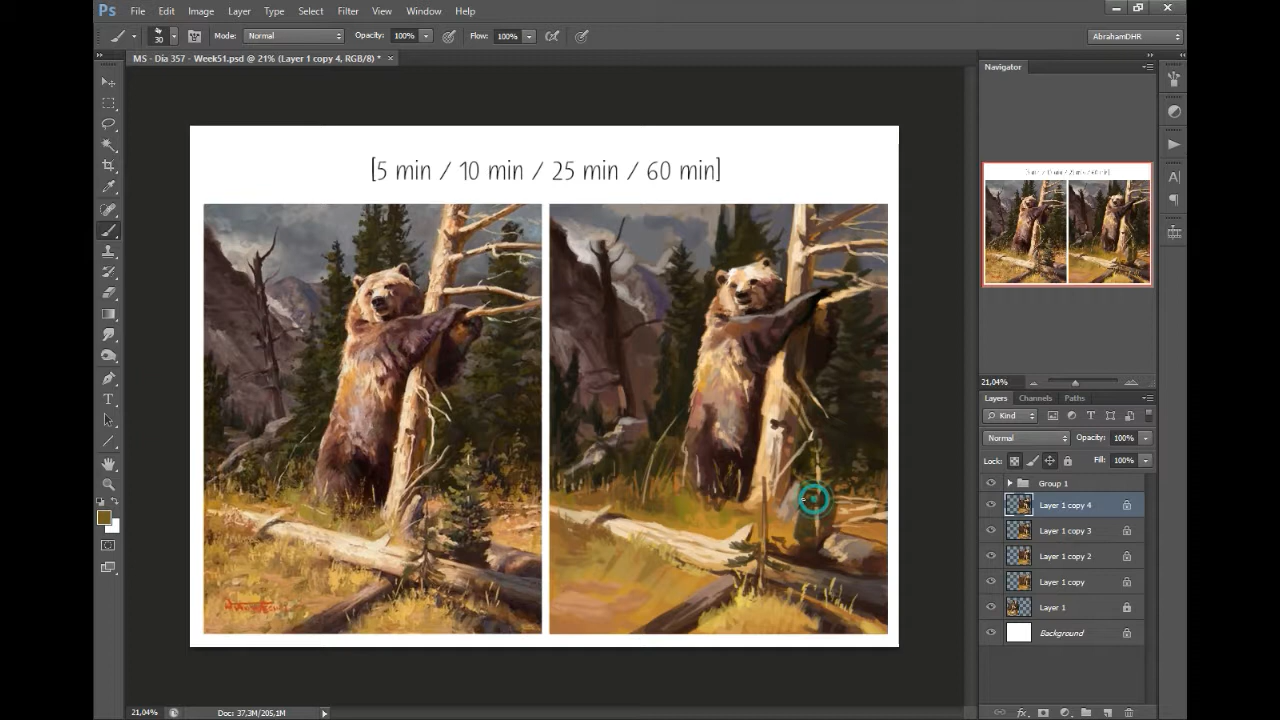 Ps File Edit Image Layer Type Select Filter View Window Help
30 Mode: Normal Opacity: 100% Flow: 100% AbrahamDHR
MS - Dia 357 - Week51.psd @ 21% (Layer 1 copy 4, RGB/8) * ×
Navigator
[5 min / 10 min / 25 min / 60 min]
21,04%
Layers Channels Paths
Kind
Normal Opacity: 100%
Lock: Fill: 100%
Group 1
Layer 1 copy 4
Layer 1 copy 3
Layer 1 copy 2
Layer 1 copy
Layer 1
Background
21,04% Doc: 37,3M/205,1M